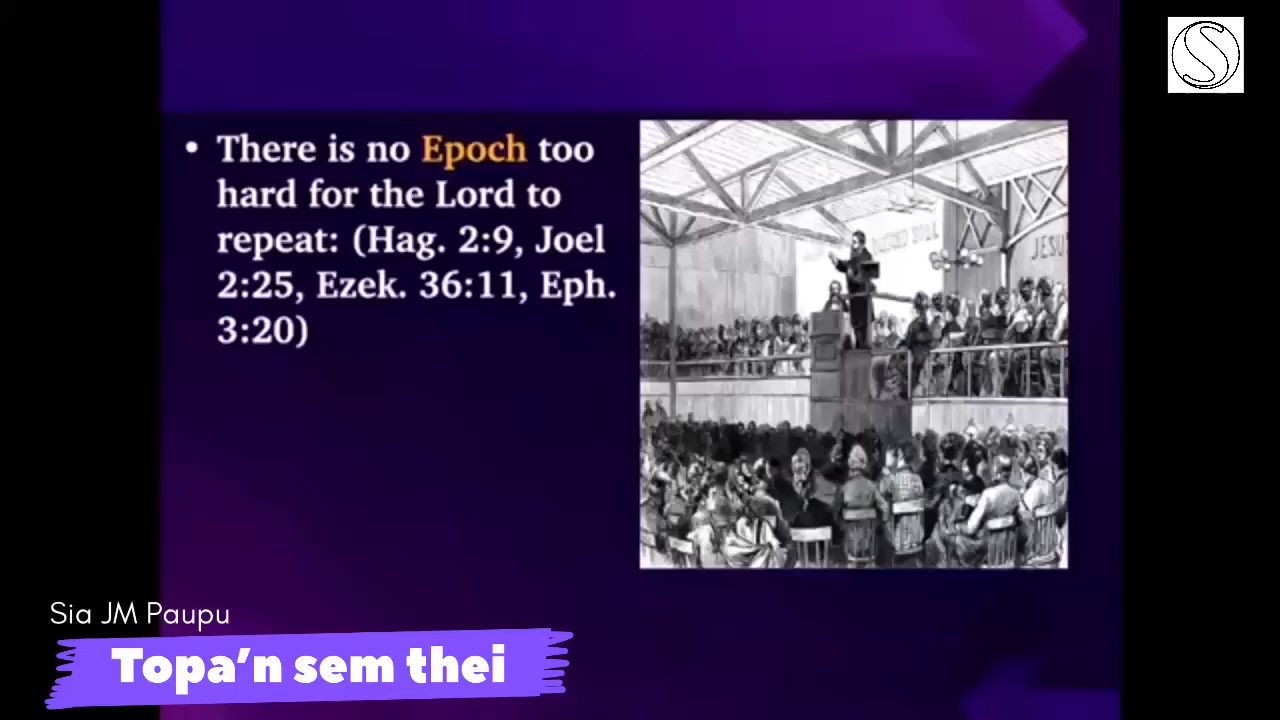 • There is no Epoch too
hard for the Lord to
repeat: (Hag. 2:9, Joel
2:25, Ezek. 36:11, Eph.
3:20)
JESU
Sia JM Paupu
Topa’n sem thei